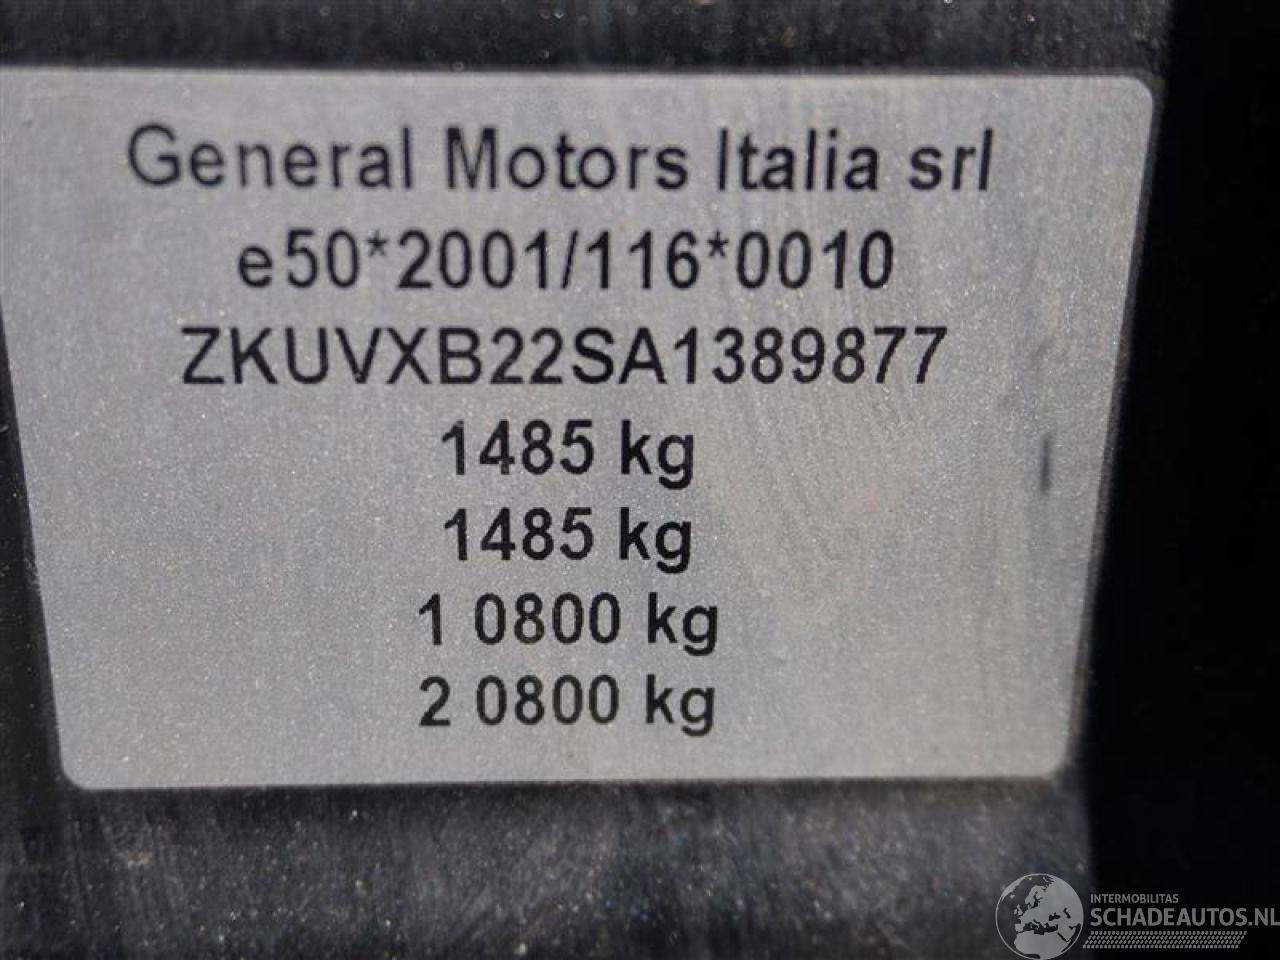 General Motors Italia srl
e50*2001/116*0010
ZKUVXB22SA1389877
1485 kg
1485 kg
1 0800 kg
2 0800 kg
INTERMOBILITAS
SCHADEAUTOS.NL